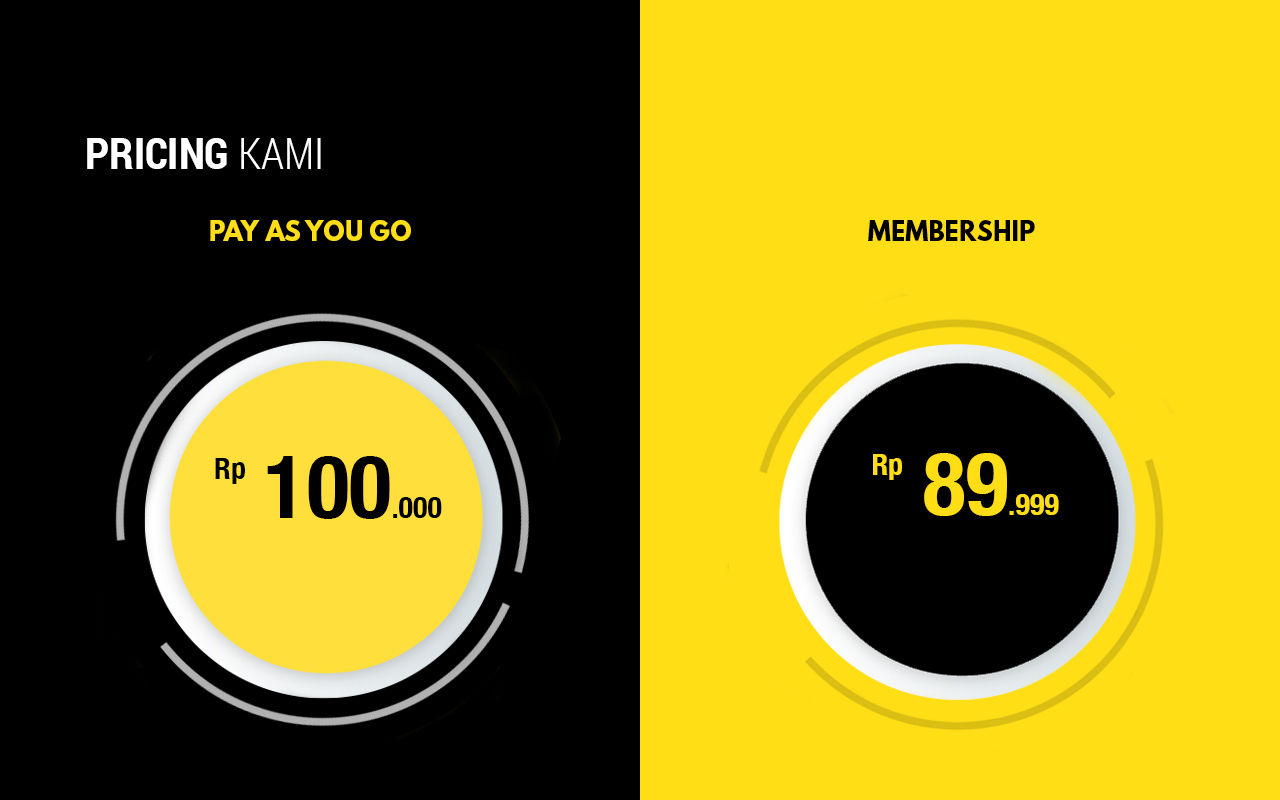 PRICING KAMI
PAY AS YOU GO
Rp 100.000
MEMBERSHIP
Rp 89.999